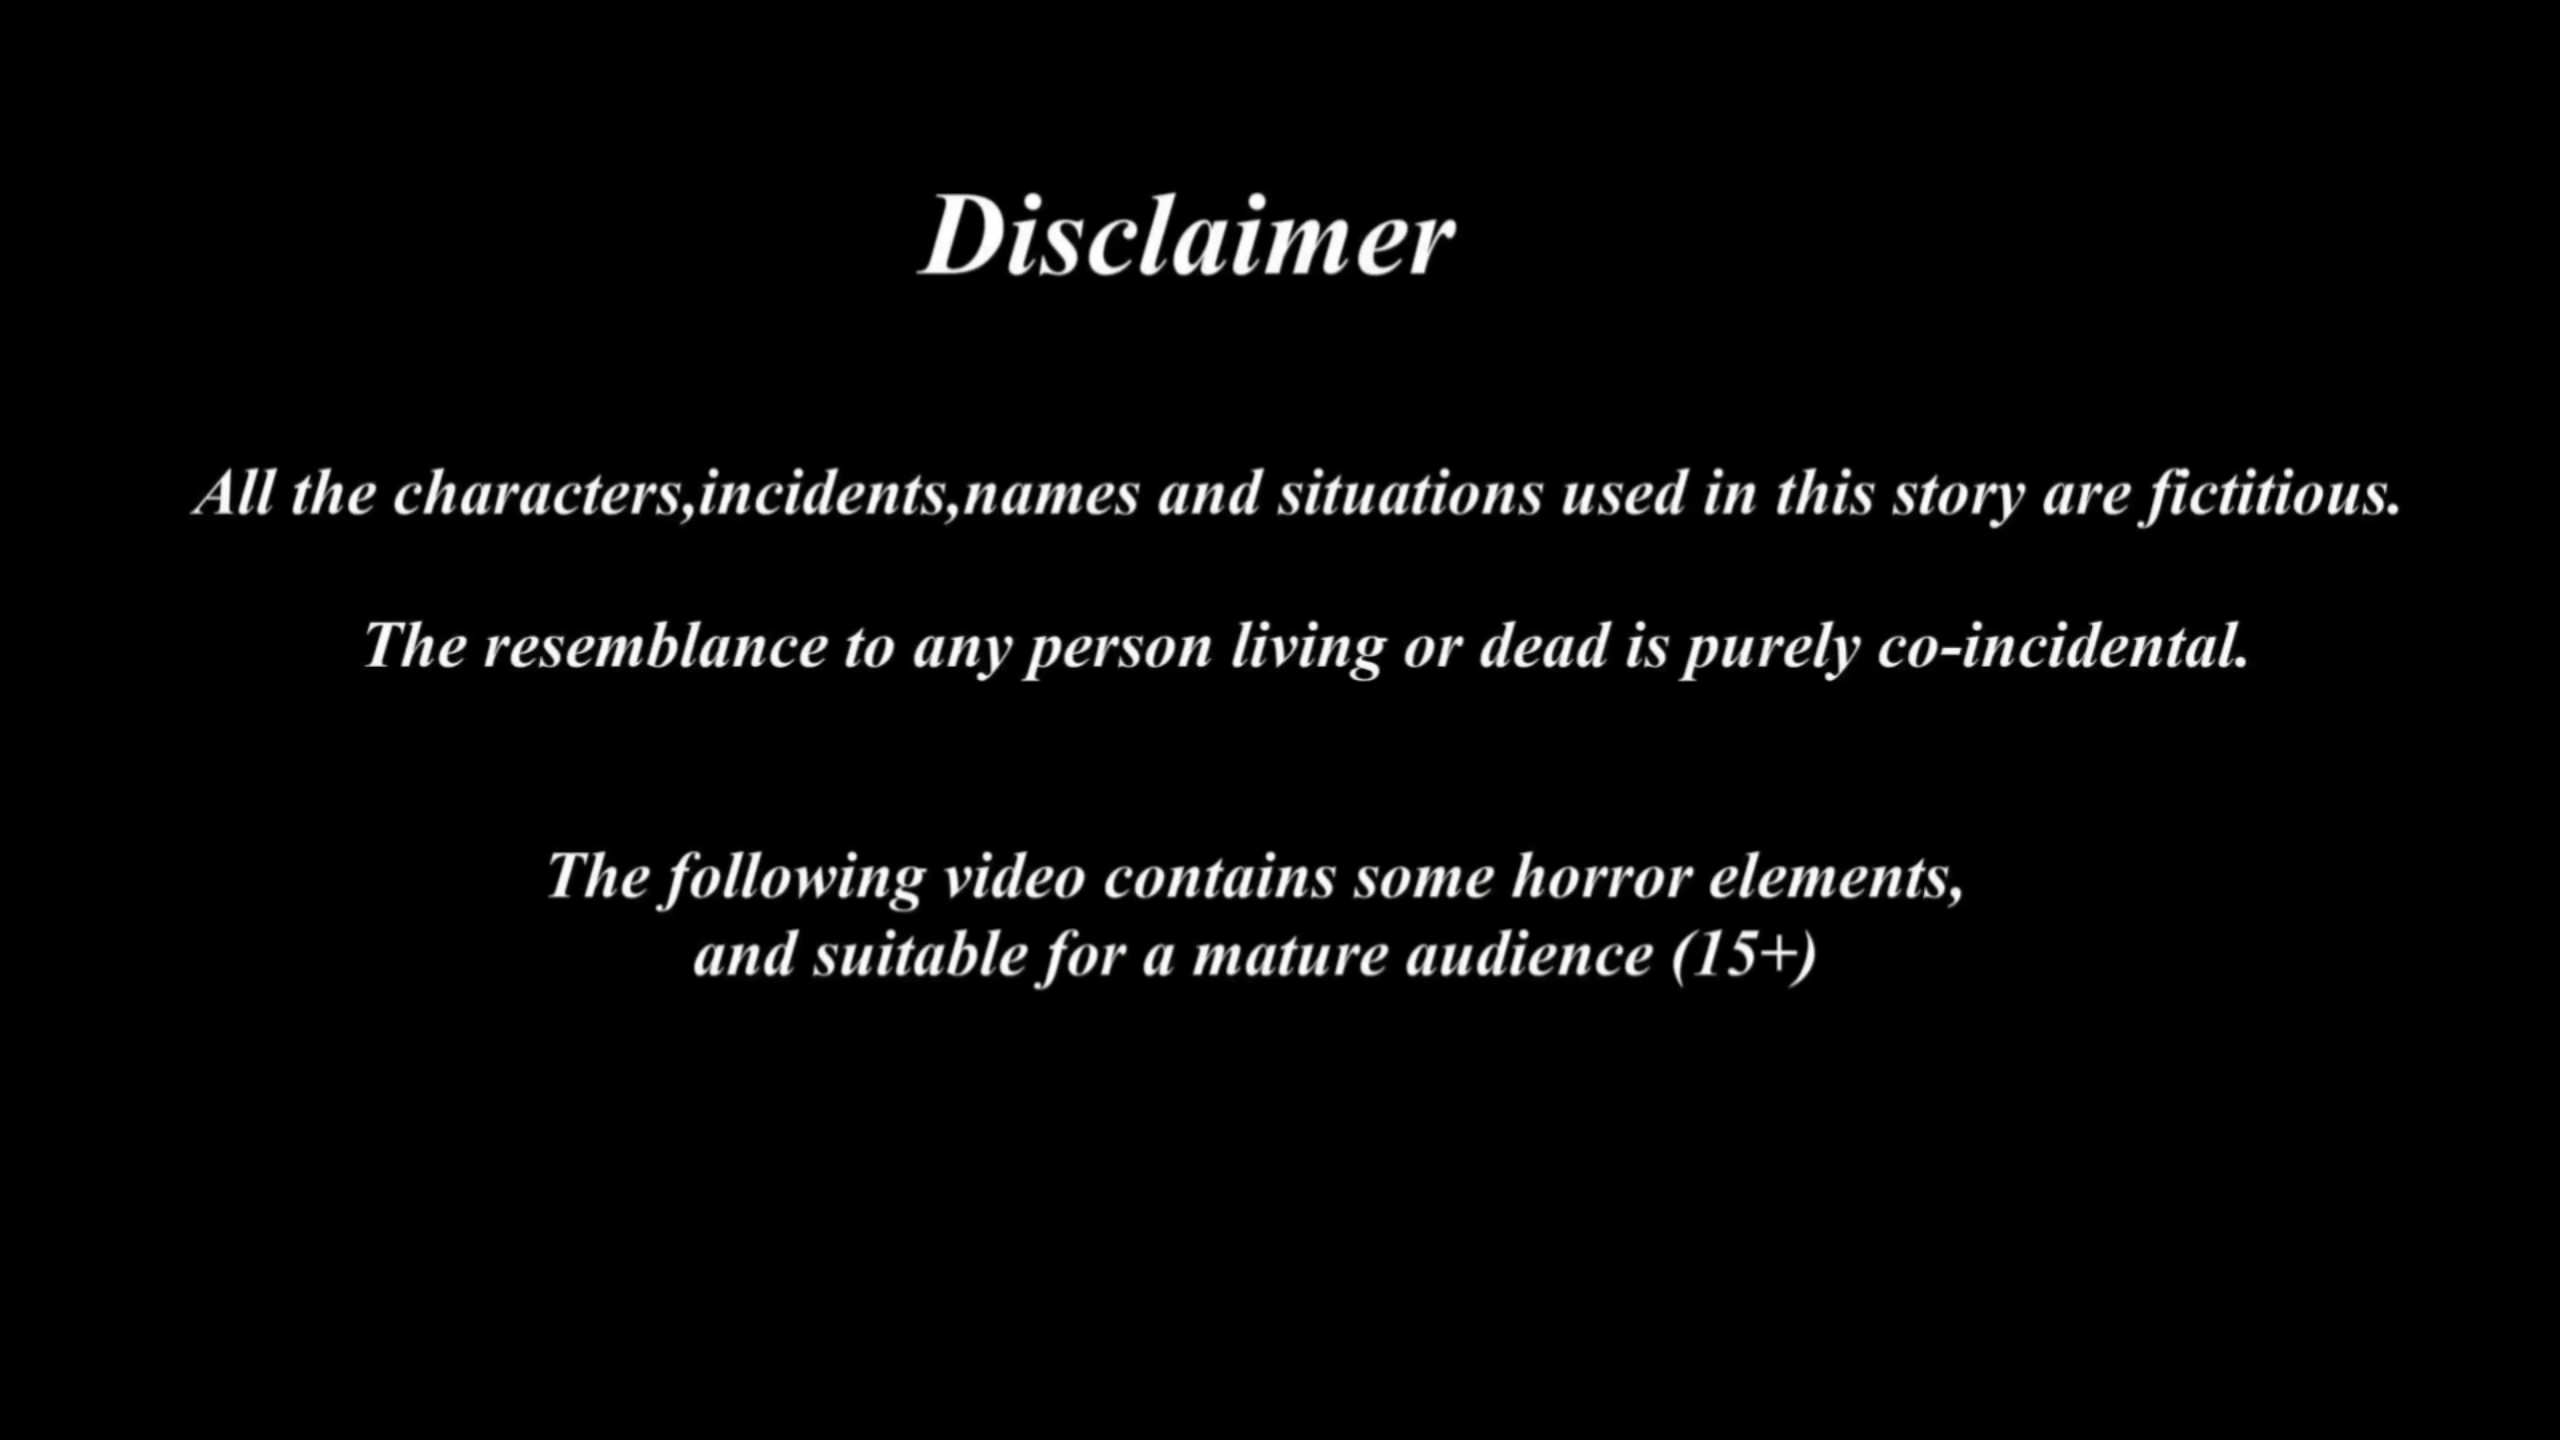 Disclaimer
All the characters,incidents,names and situations used in this story are fictitious.
The resemblance to any person living or dead is purely co-incidental.
The following video contains some horror elements,
and suitable for a mature audience (15+)